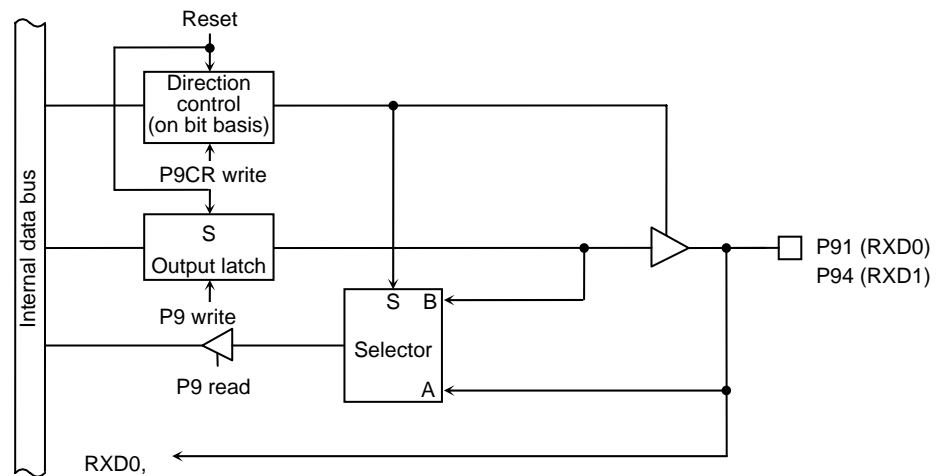 Reset
Direction
control
(on bit basis)
P9CR write
Internal data bus
S
Output latch
P9 write
P91 (RXD0)
P94 (RXD1)
S B
Selector
A
P9 read
RXD0,